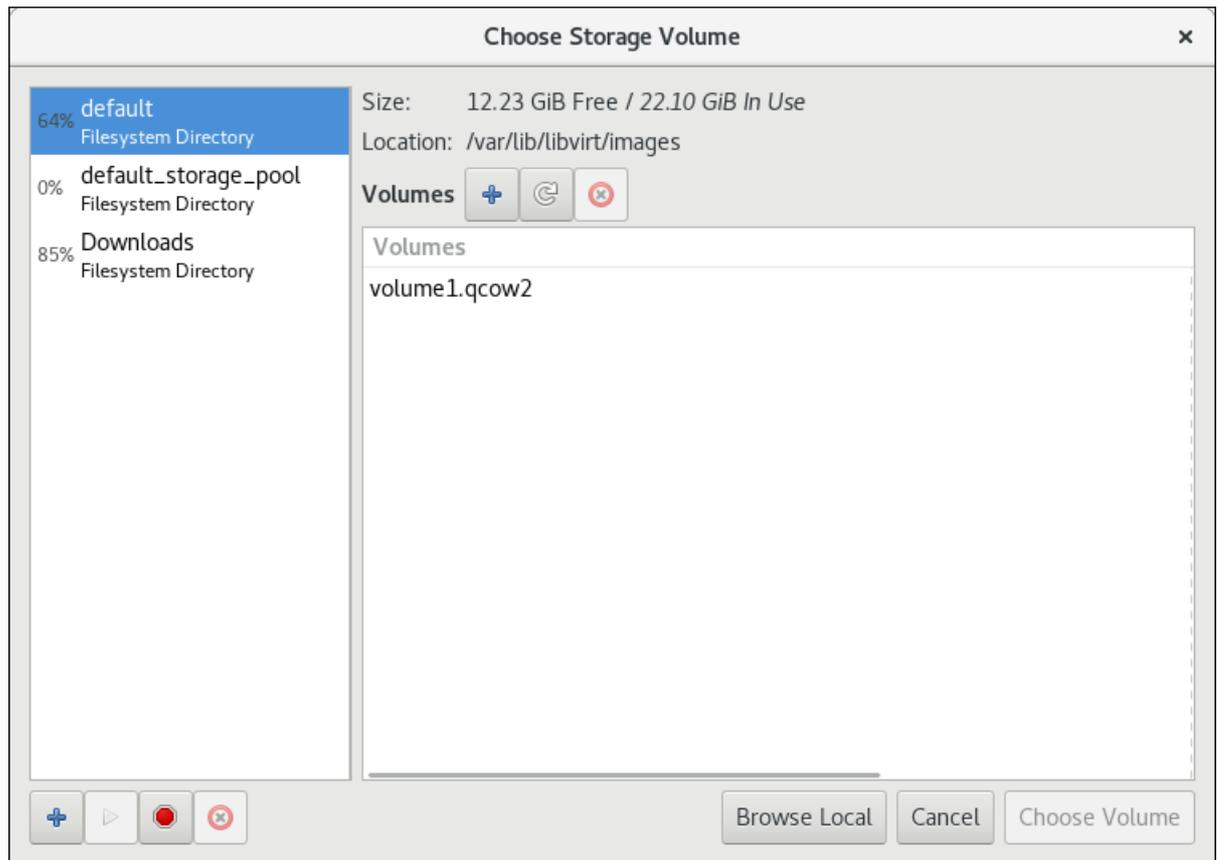 Choose Storage Volume
64% default
Filesystem Directory
0% default_storage_pool
Filesystem Directory
85% Downloads
Filesystem Directory
Size: 12.23 GiB Free / 22.10 GiB In Use
Location: /var/lib/libvirt/images
Volumes
Volumes
volume1.qcow2
Browse Local Cancel Choose Volume